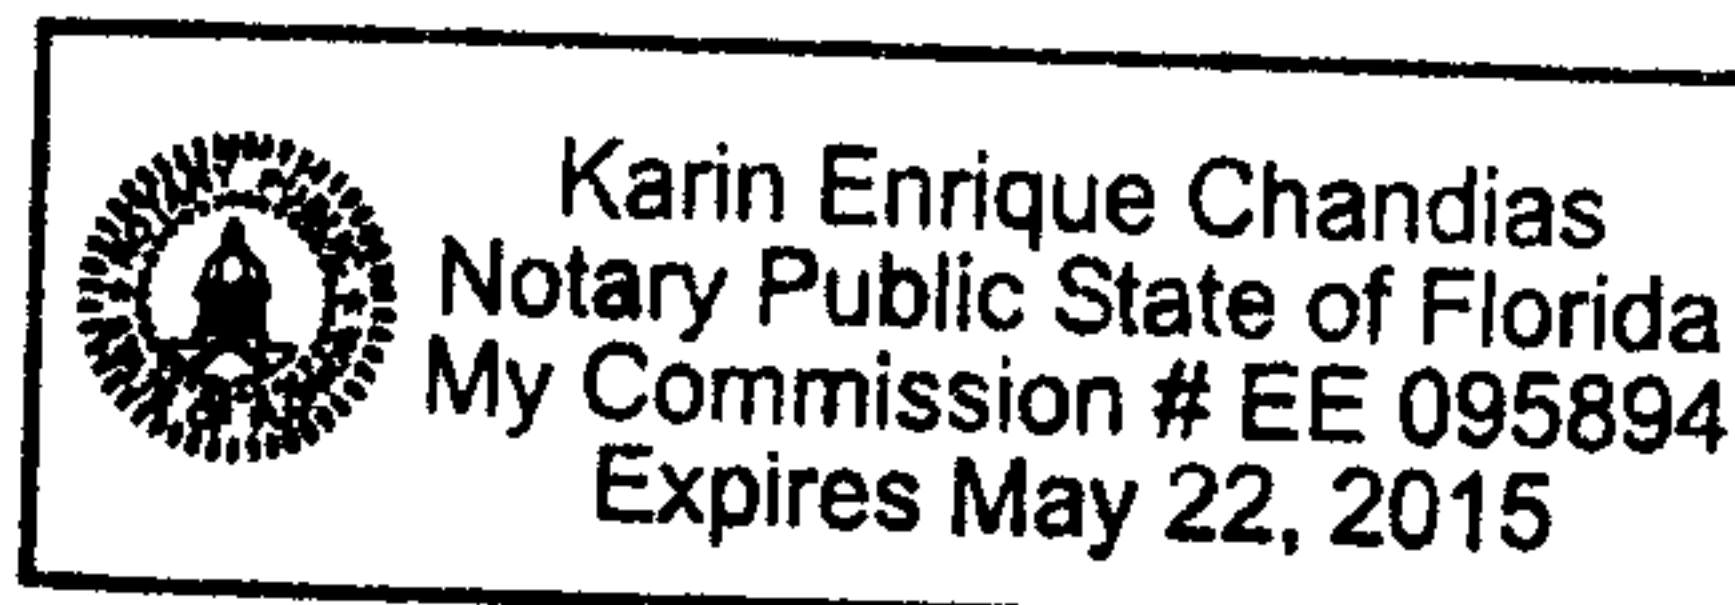 Karin Enrique Chandias
Notary Public State of Florida
My Commission # EE 095894
Expires May 22, 2015